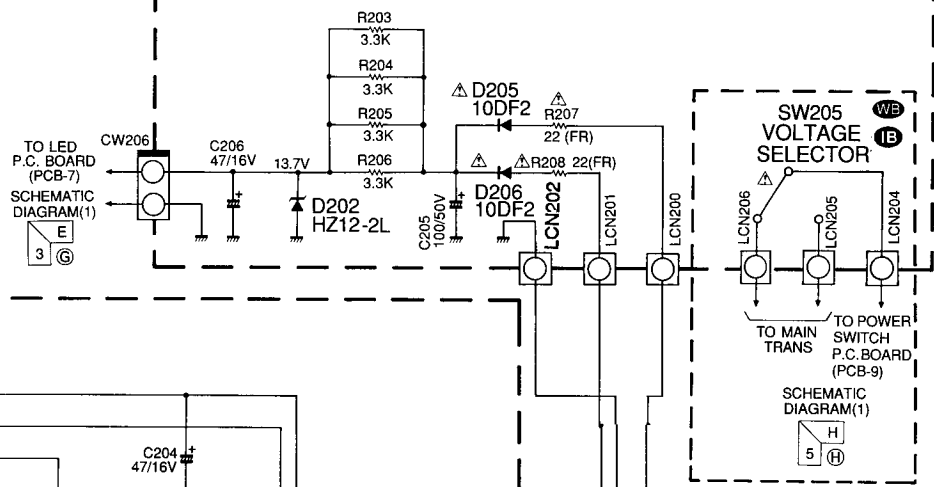 R203
3.3K
R204
3.3K
R205
3.3K
R206
3.3K
TO LED
P.C. BOARD
(PCB-7)
SCHEMATIC
DIAGRAM(1)
E
3 G
CW206
C206
47/16V
13.7V
D202
HZ12-2L
C205
100/50V
⚠ D205
10DF2
⚠
R207
22 (FR)
⚠
⚠ R208 22(FR)
D206
10DF2
LCN202
LCN201
LCN200
SW205
VOLTAGE
SELECTOR
WB
IB
⚠
LCN206
LCN205
LCN204
TO MAIN
TRANS
TO POWER
SWITCH
P.C.BOARD
(PCB-9)
SCHEMATIC
DIAGRAM(1)
H
5 H
C204
47/16V
+
+
+